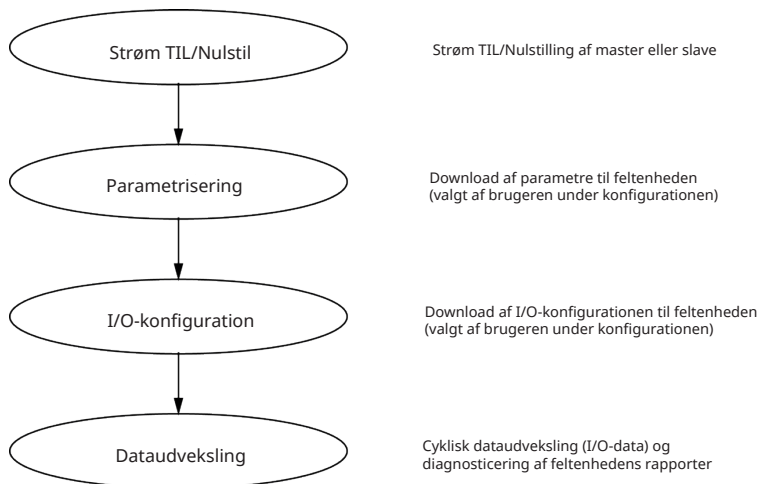 Strøm TIL/Nulstil
Strøm TIL/Nulstilling af master eller slave
Parametrisering
Download af parametre til feltenheden
(valgt af brugeren under konfigurationen)
I/O-konfiguration
Download af I/O-konfigurationen til feltenheden
(valgt af brugeren under konfigurationen)
Dataudveksling
Cyklisk dataudveksling (I/O-data) og
diagnosticering af feltenhedens rapporter